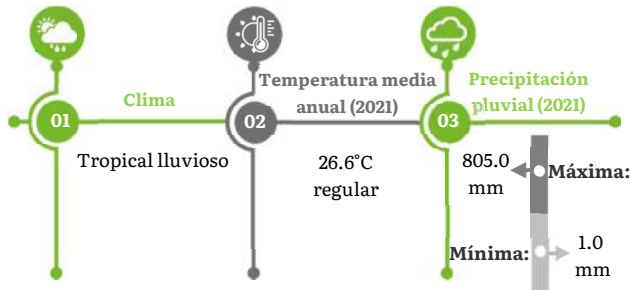 01
Clima
Tropical lluvioso
02
Temperatura media
anual (2021)
26.6°C
regular
03
Precipitación
pluvial (2021)
805.0
mm
Máxima:
Mínima:
1.0
mm